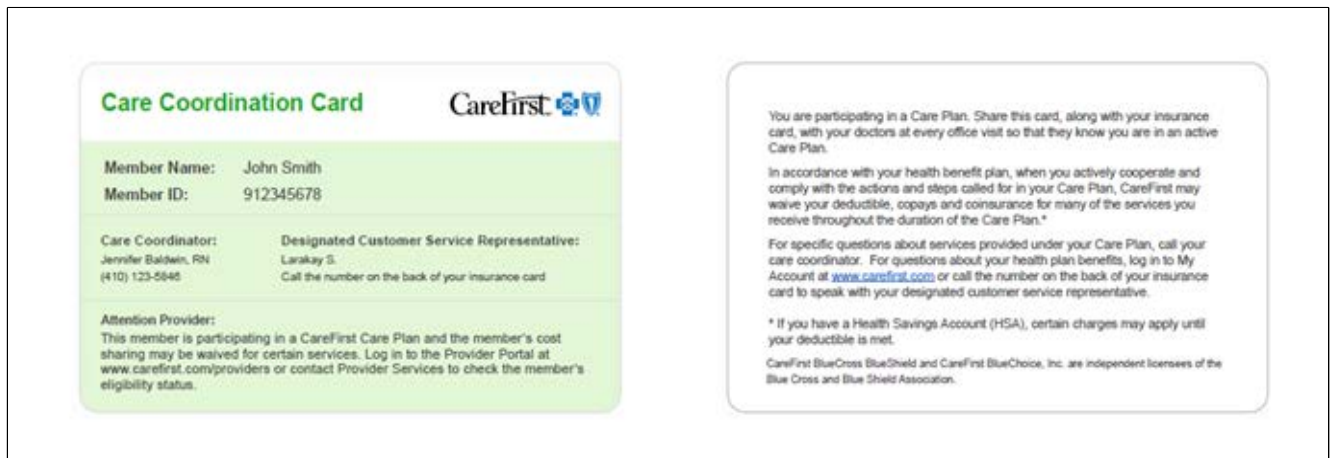 Care Coordination Card
CareFirst
Member Name: John Smith
Member ID: 912345678
Care Coordinator: Designated Customer Service Representative:
Jennifer Baldwin, RN Larakay S.
(410) 123-5846 Call the number on the back of your insurance card
Attention Provider:
This member is participating in a CareFirst Care Plan and the member's cost
sharing may be waived for certain services. Log in to the Provider Portal at
www.carefirst.com/providers or contact Provider Services to check the member's
eligibility status.
You are participating in a Care Plan. Share this card, along with your insurance
card, with your doctors at every office visit so that they know you are in an active
Care Plan.
In accordance with your health benefit plan, when you actively cooperate and
comply with the actions and steps called for in your Care Plan, CareFirst may
waive your deductible, copays and coinsurance for many of the services you
receive throughout the duration of the Care Plan.*
For specific questions about services provided under your Care Plan, call your
care coordinator. For questions about your health plan benefits, log in to My
Account at www.carefirst.com or call the number on the back of your insurance
card to speak with your designated customer service representative.
* If you have a Health Savings Account (HSA), certain charges may apply until
your deductible is met.
CareFirst BlueCross BlueShield and CareFirst BlueChoice, Inc. are independent licensees of the
Blue Cross and Blue Shield Association.